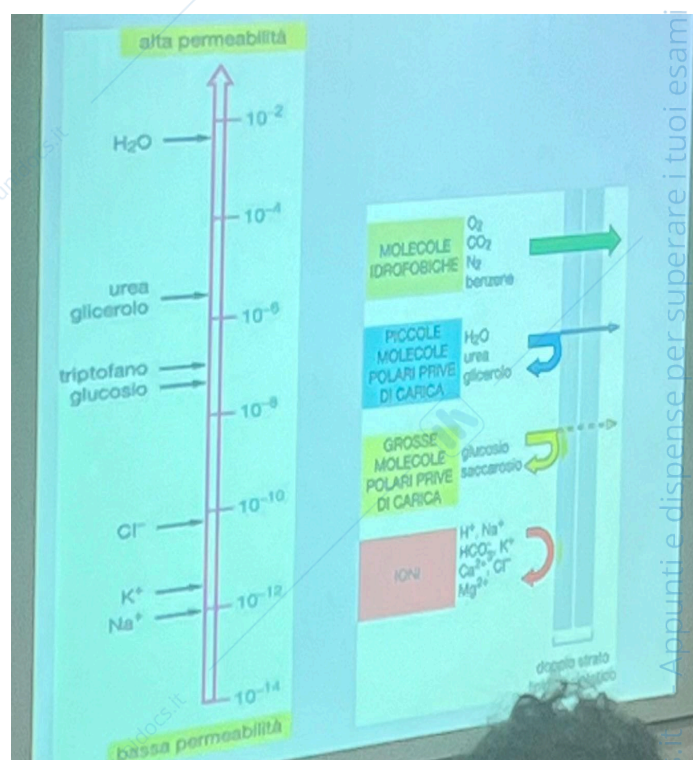 alta permeabilità
10⁻²
H₂O
10⁻⁴
urea
glicerolo
10⁻⁶
triptofano
glucosio
10⁻⁸
10⁻¹⁰
Cl⁻
K⁺
10⁻¹²
Na⁺
10⁻¹⁴
bassa permeabilità
MOLECOLE
IDROFOBICHE
O₂
CO₂
N₂
benzene
PICCOLE
MOLECOLE
POLARI PRIVE
DI CARICA
H₂O
urea
glicerolo
GROSSE
MOLECOLE
POLARI PRIVE
DI CARICA
glucosio
saccarosio
IONI
H⁺, Na⁺
HCO₃⁻, K⁺
Ca²⁺, Cl⁻
Mg²⁺
doppio strato
Appunti e dispense per superare i tuoi esami